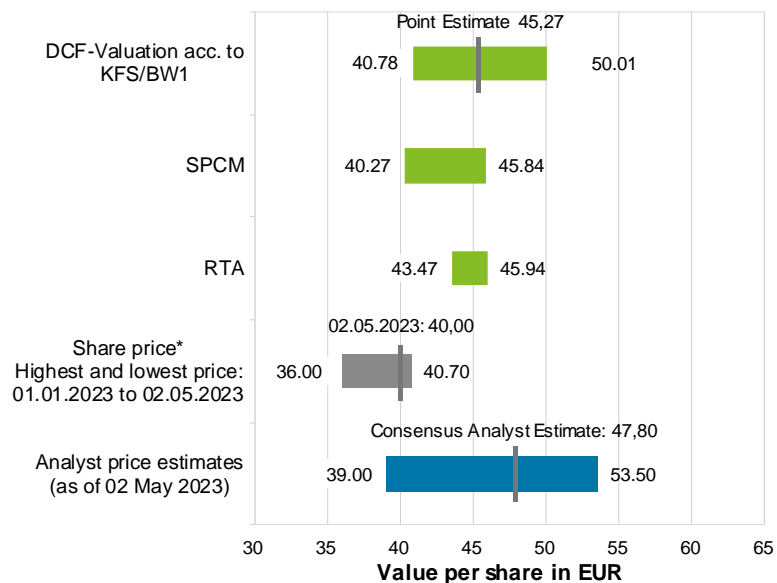 Point Estimate 45,27
DCF-Valuation acc. to
KFS/BW1
40.78
50.01
SPCM
40.27
45.84
RTA
43.47
45.94
02.05.2023: 40,00
Share price*
Highest and lowest price:
01.01.2023 to 02.05.2023
36.00
40.70
Consensus Analyst Estimate: 47,80
Analyst price estimates
(as of 02 May 2023)
39.00
53.50
30 35 40 45 50 55 60 65
Value per share in EUR